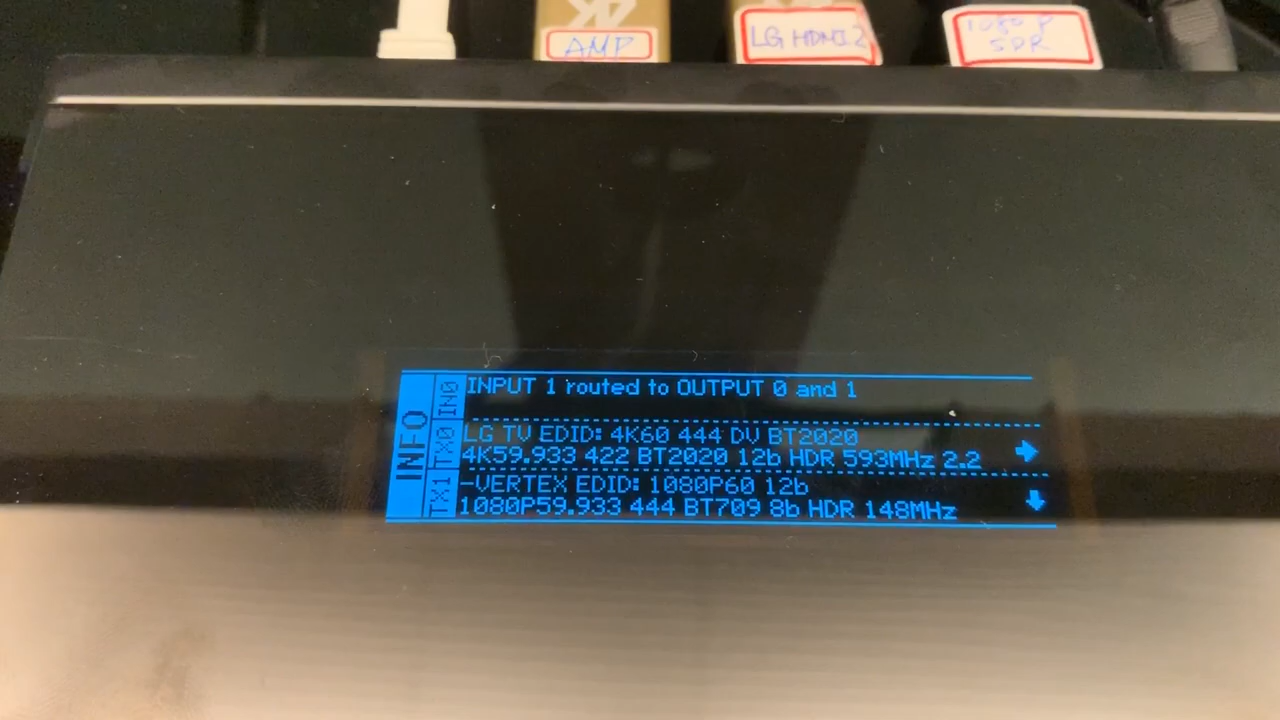 4K
AMP
LG HDMI 2
1080 P
SDR
INFO
IN0
INPUT 1 routed to OUTPUT 0 and 1
TX0
LG TV EDID: 4K60 444 DV BT2020
4K59.933 422 BT2020 12b HDR 593MHz 2.2
TX1
-VERTEX EDID: 1080P60 12b
1080P59.933 444 BT709 8b HDR 148MHz